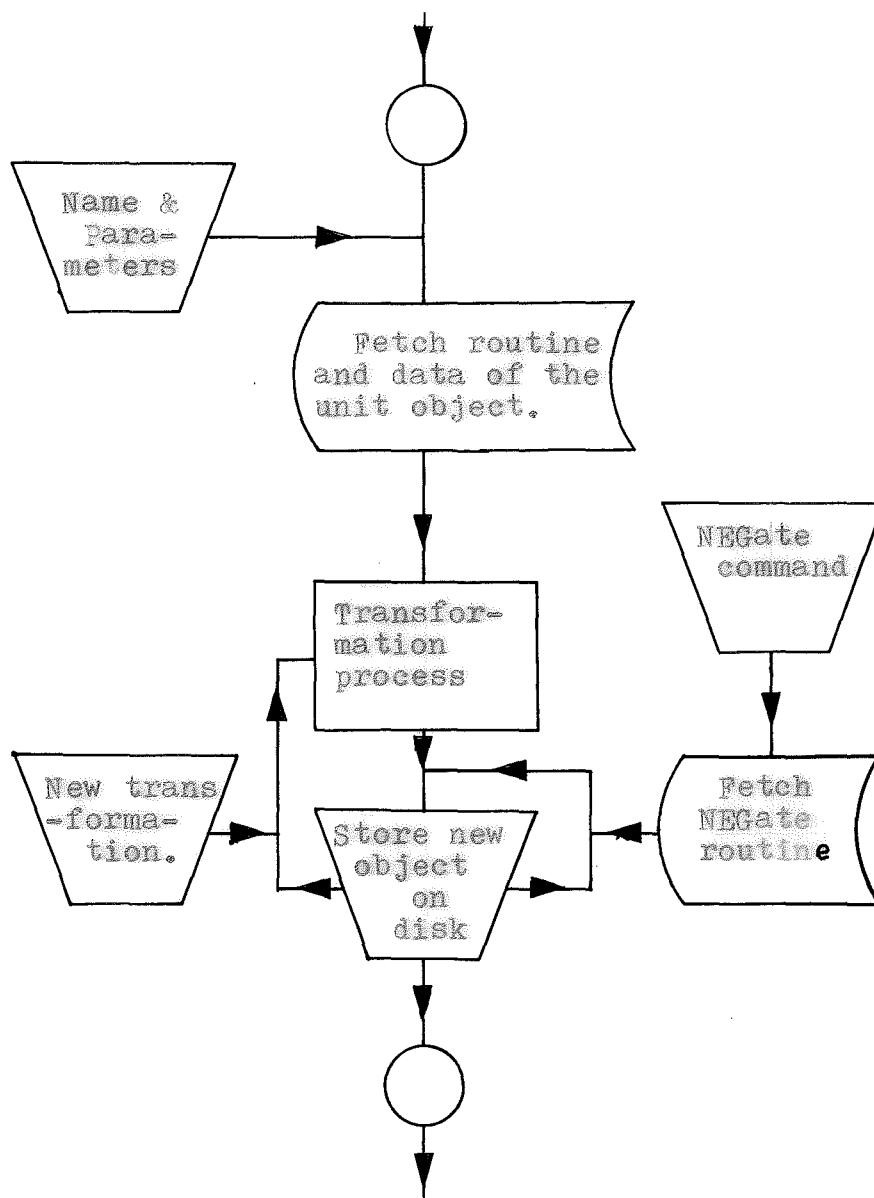 Name &
Para-
meters
Fetch routine
and data of the
unit object.
NEGate
command
Transfor-
mation
process
New trans
-forma-
tion.
Store new
object
on
disk
Fetch
NEGate
routine